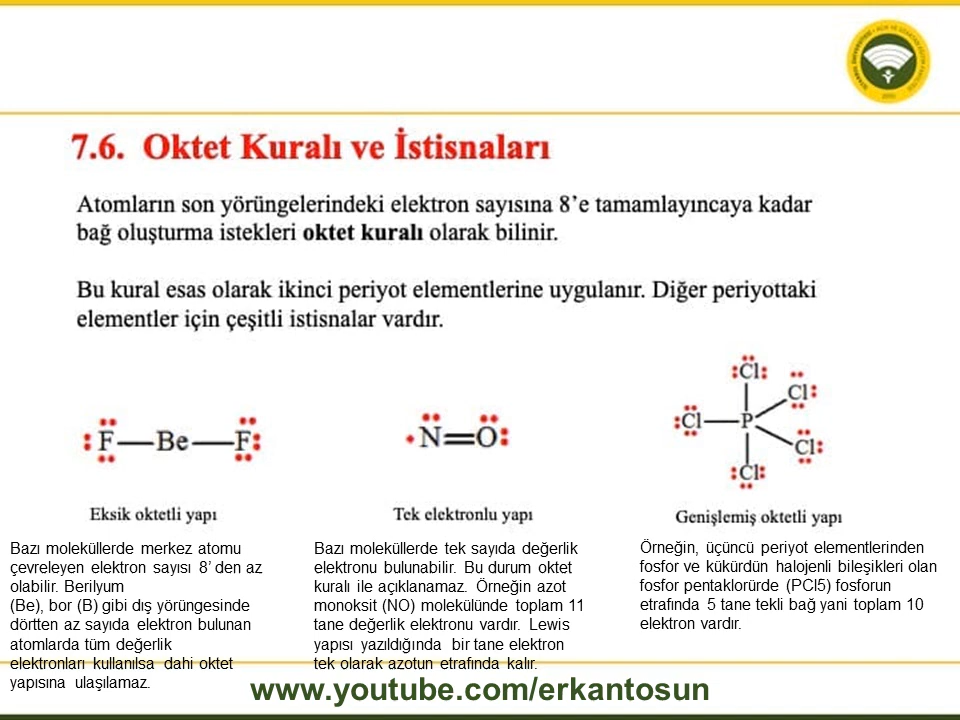 7.6. Oktet Kuralı ve İstisnaları
Atomların son yörüngelerindeki elektron sayısına 8’e tamamlayıncaya kadar
bağ oluşturma istekleri oktet kuralı olarak bilinir.
Bu kural esas olarak ikinci periyot elementlerine uygulanır. Diğer periyottaki
elementler için çeşitli istisnalar vardır.
F—Be—F
Eksik oktetli yapı
Bazı moleküllerde merkez atomu
çevreleyen elektron sayısı 8’ den az
olabilir. Berilyum
(Be), bor (B) gibi dış yörüngesinde
dörtten az sayıda elektron bulunan
atomlarda tüm değerlik
elektronları kullanılsa dahi oktet
yapısına ulaşılamaz.
N=O
Tek elektronlu yapı
Bazı moleküllerde tek sayıda değerlik
elektronu bulunabilir. Bu durum oktet
kuralı ile açıklanamaz. Örneğin azot
monoksit (NO) molekülünde toplam 11
tane değerlik elektronu vardır. Lewis
yapısı yazıldığında bir tane elektron
tek olarak azotun etrafında kalır.
Cl
Cl
Cl—P
Cl
Cl
Genişlemiş oktetli yapı
Örneğin, üçüncü periyot elementlerinden
fosfor ve kükürdün halojenli bileşikleri olan
fosfor pentaklorürde (PCl5) fosforun
etrafında 5 tane tekli bağ yani toplam 10
elektron vardır.
www.youtube.com/erkantosun